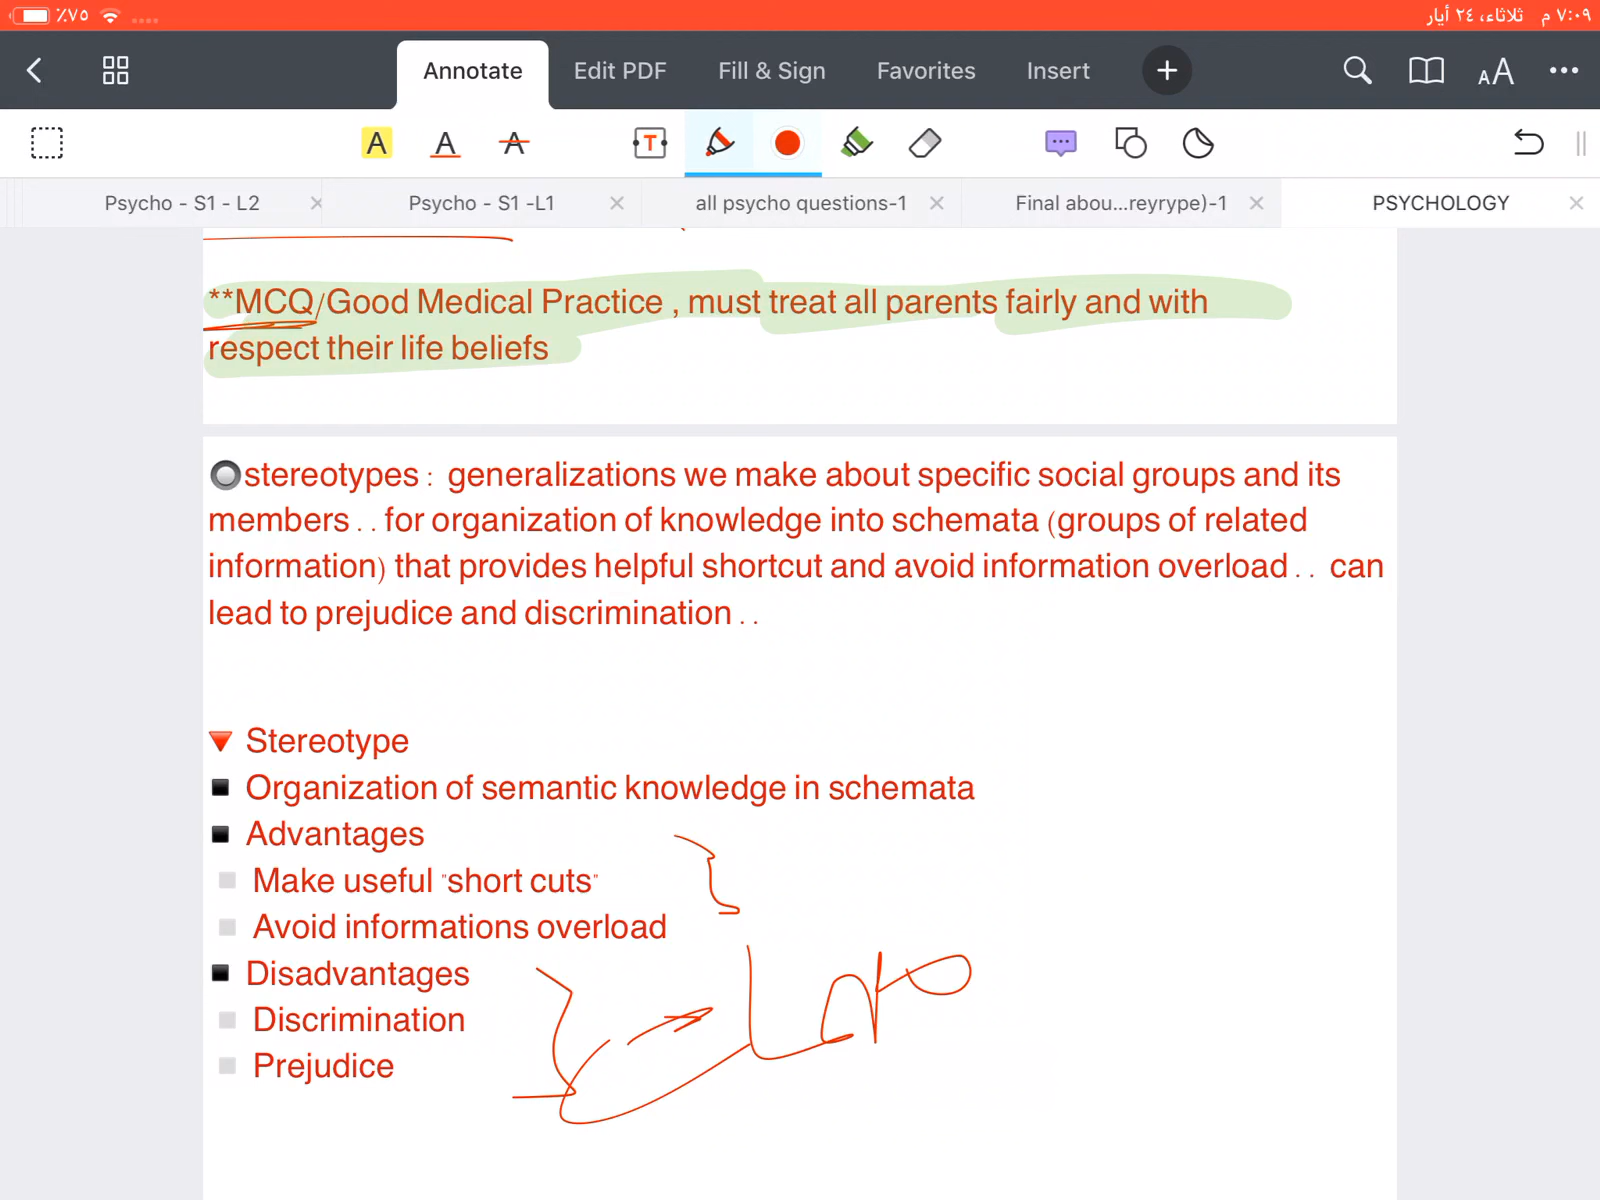 ٪٧٥
٧:٠٩ م ثلاثاء، ٢٤ أيار
Annotate Edit PDF Fill & Sign Favorites Insert
Psycho - S1 - L2 Psycho - S1 -L1 all psycho questions-1 Final abou...reyrype)-1 PSYCHOLOGY
**MCQ/Good Medical Practice , must treat all parents fairly and with
respect their life beliefs
stereotypes : generalizations we make about specific social groups and its
members . . for organization of knowledge into schemata (groups of related
information) that provides helpful shortcut and avoid information overload . . can
lead to prejudice and discrimination . .
Stereotype
Organization of semantic knowledge in schemata
Advantages
Make useful "short cuts"
Avoid informations overload
Disadvantages
Discrimination
Prejudice